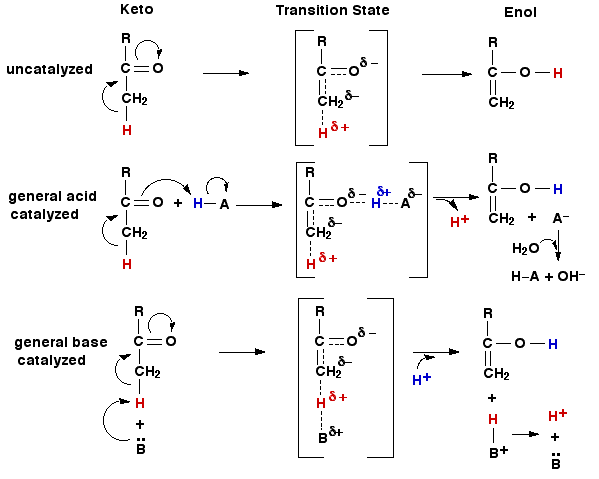 Keto Transition State Enol
uncatalyzed
R
C=O
CH₂
H
R
C=O δ−
CH₂ δ−
H δ+
R
C−O−H
CH₂
general acid
catalyzed
R
C=O + H−A
CH₂
H
R
C=O δ− H δ+ A δ−
CH₂ δ−
H δ+
H⁺
R
C−O−H
CH₂ + A⁻
H₂O
H−A + OH⁻
general base
catalyzed
R
C=O
CH₂
H
+
B̈
R
C=O δ−
CH₂ δ−
H δ+
B δ+
H⁺
R
C−O−H
CH₂
+
H
B⁺
H⁺
+
B̈